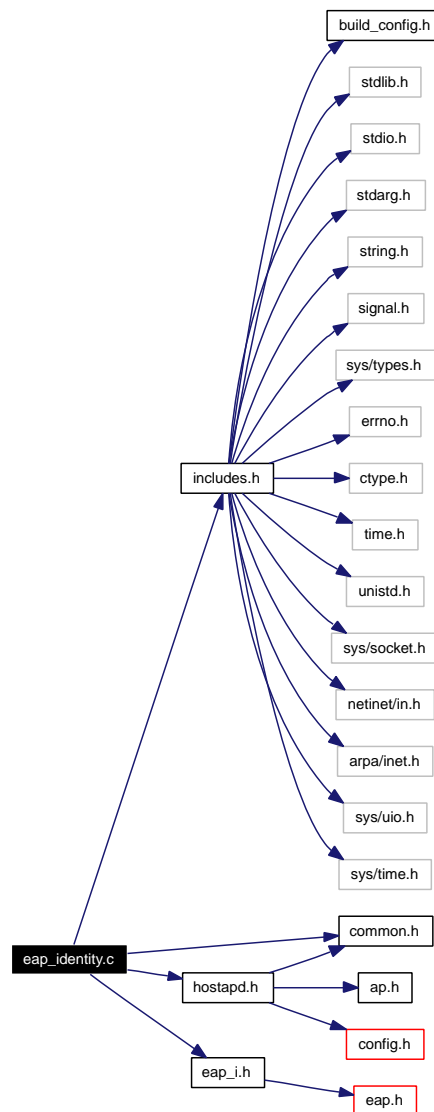 build_config.h
stdlib.h
stdio.h
stdarg.h
string.h
signal.h
sys/types.h
errno.h
includes.h
ctype.h
time.h
unistd.h
sys/socket.h
netinet/in.h
arpa/inet.h
sys/uio.h
sys/time.h
common.h
eap_identity.c
hostapd.h
ap.h
config.h
eap_i.h
eap.h